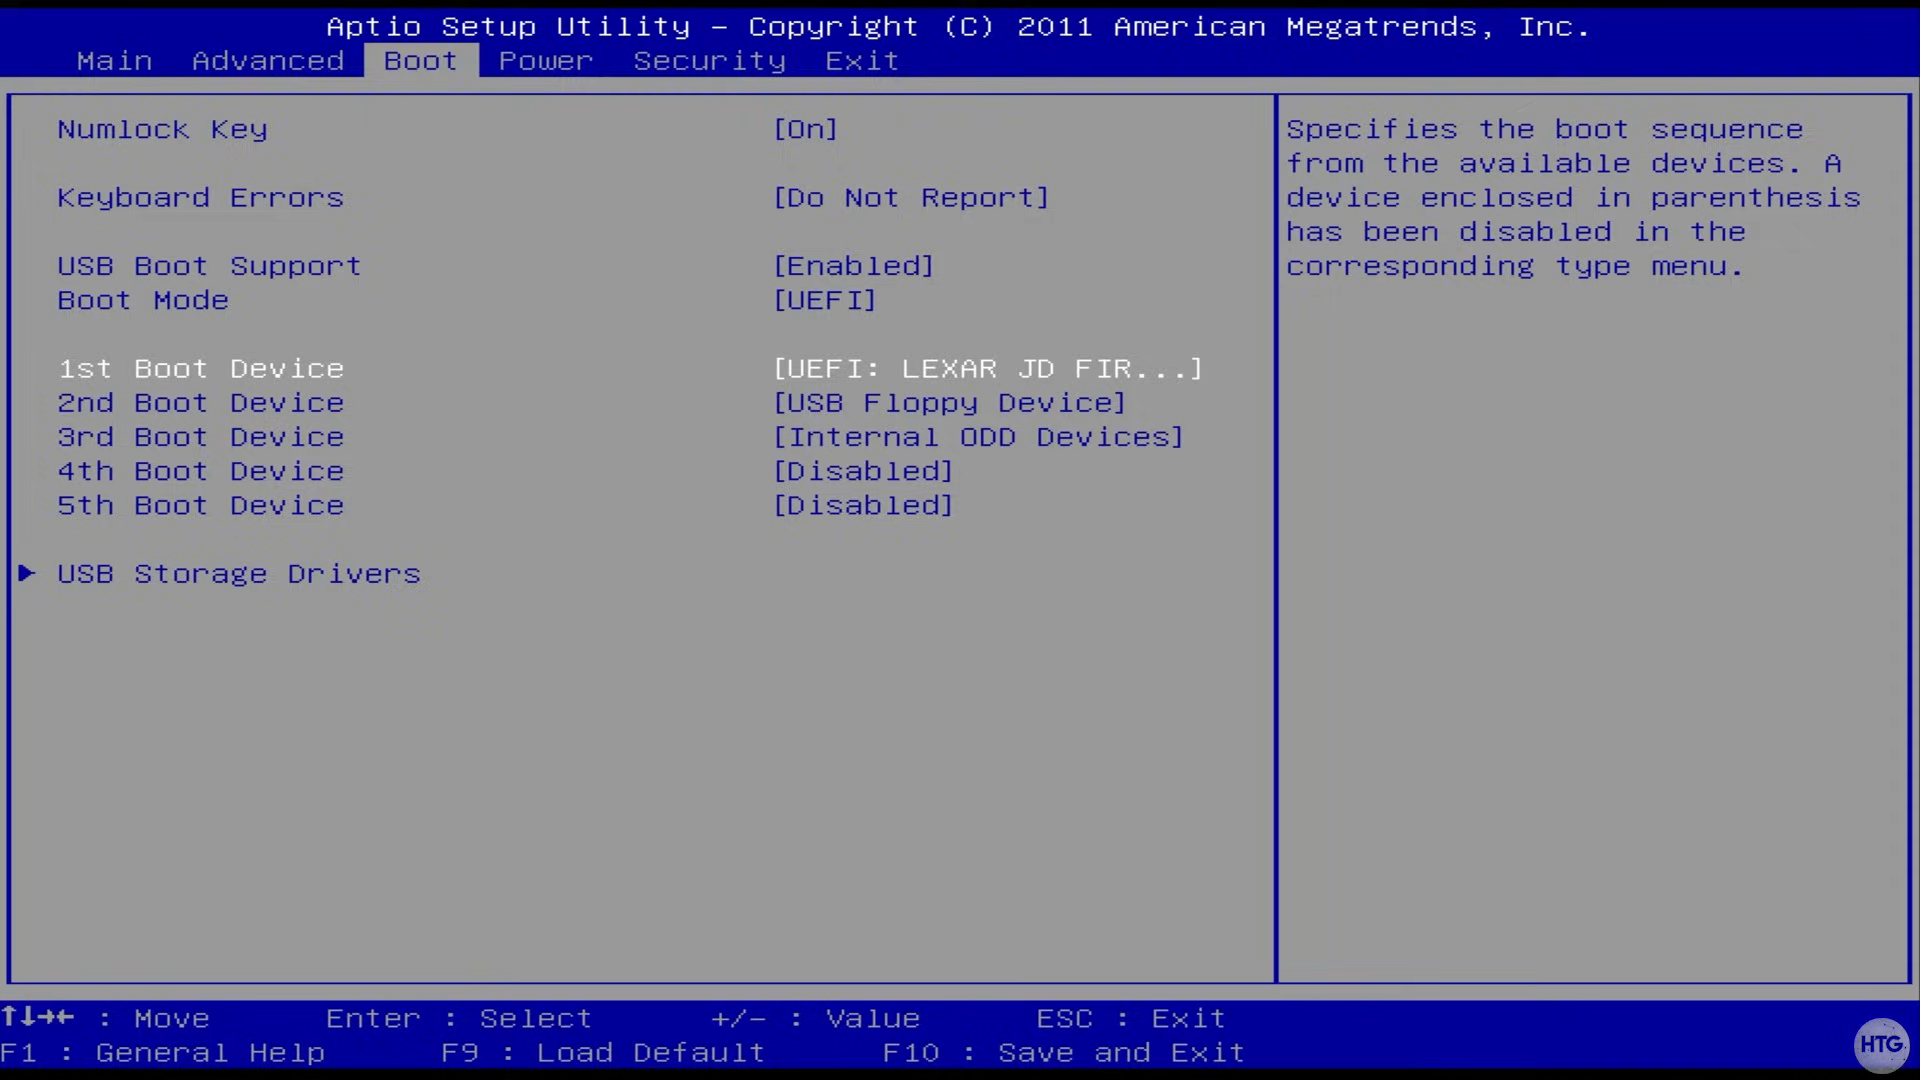 Aptio Setup Utility – Copyright (C) 2011 American Megatrends, Inc.
Main Advanced Boot Power Security Exit
Numlock Key [On]
Keyboard Errors [Do Not Report]
USB Boot Support [Enabled]
Boot Mode [UEFI]
1st Boot Device [UEFI: LEXAR JD FIR...]
2nd Boot Device [USB Floppy Device]
3rd Boot Device [Internal ODD Devices]
4th Boot Device [Disabled]
5th Boot Device [Disabled]
► USB Storage Drivers
Specifies the boot sequence
from the available devices. A
device enclosed in parenthesis
has been disabled in the
corresponding type menu.
↑↓→← : Move Enter : Select +/– : Value ESC : Exit
F1 : General Help F9 : Load Default F10 : Save and Exit
HTG